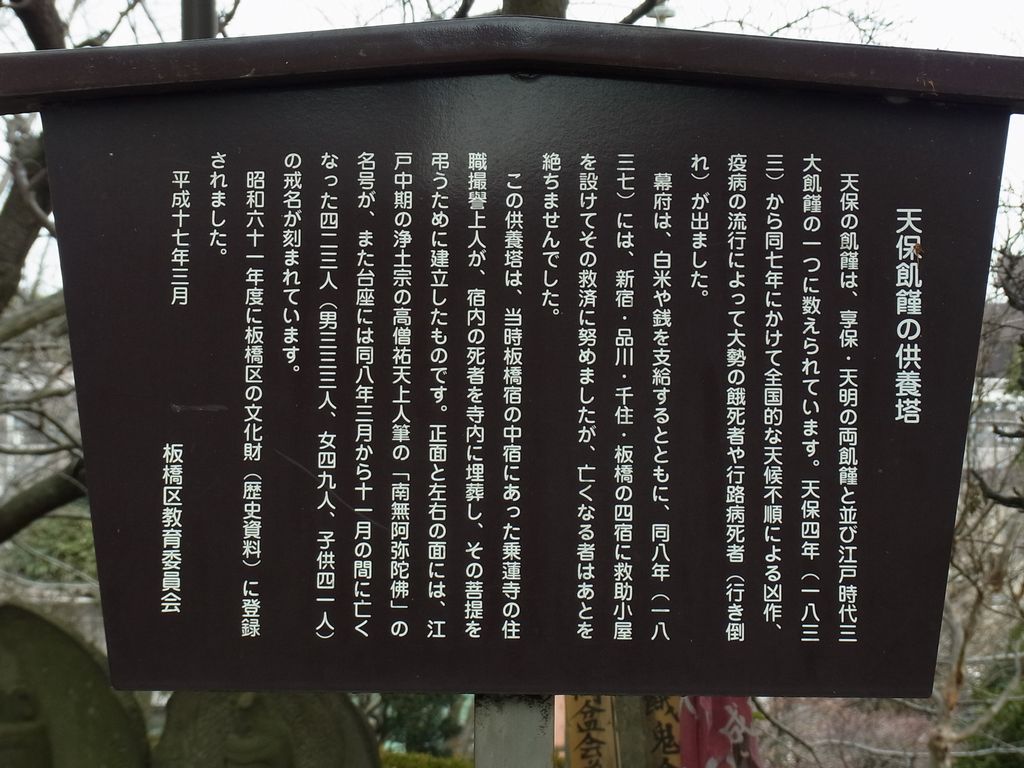 天保飢饉の供養塔
天保の飢饉は、享保・天明の両飢饉と並び江戸時代三
大飢饉の一つに数えられています。天保四年(一八三
三)から同七年にかけて全国的な天候不順による凶作、
疫病の流行によって大勢の餓死者や行路病死者(行き倒
れ)が出ました。
幕府は、白米や銭を支給するとともに、同八年(一八
三七)には、新宿・品川・千住・板橋の四宿に救助小屋
を設けてその救済に努めましたが、亡くなる者はあとを
絶ちませんでした。
この供養塔は、当時板橋宿の中宿にあった乗蓮寺の住
職撮譽上人が、宿内の死者を寺内に埋葬し、その菩提を
弔うために建立したものです。正面と左右の面には、江
戸中期の浄土宗の高僧祐天上人筆の「南無阿弥陀佛」の
名号が、また台座には同八年三月から十一月の間に亡く
なった四二三人(男三三三人、女四九人、子供四一人)
の戒名が刻まれています。
昭和六十一年度に板橋区の文化財(歴史資料)に登録
されました。
平成十七年三月
板橋区教育委員会
餓鬼
盆会